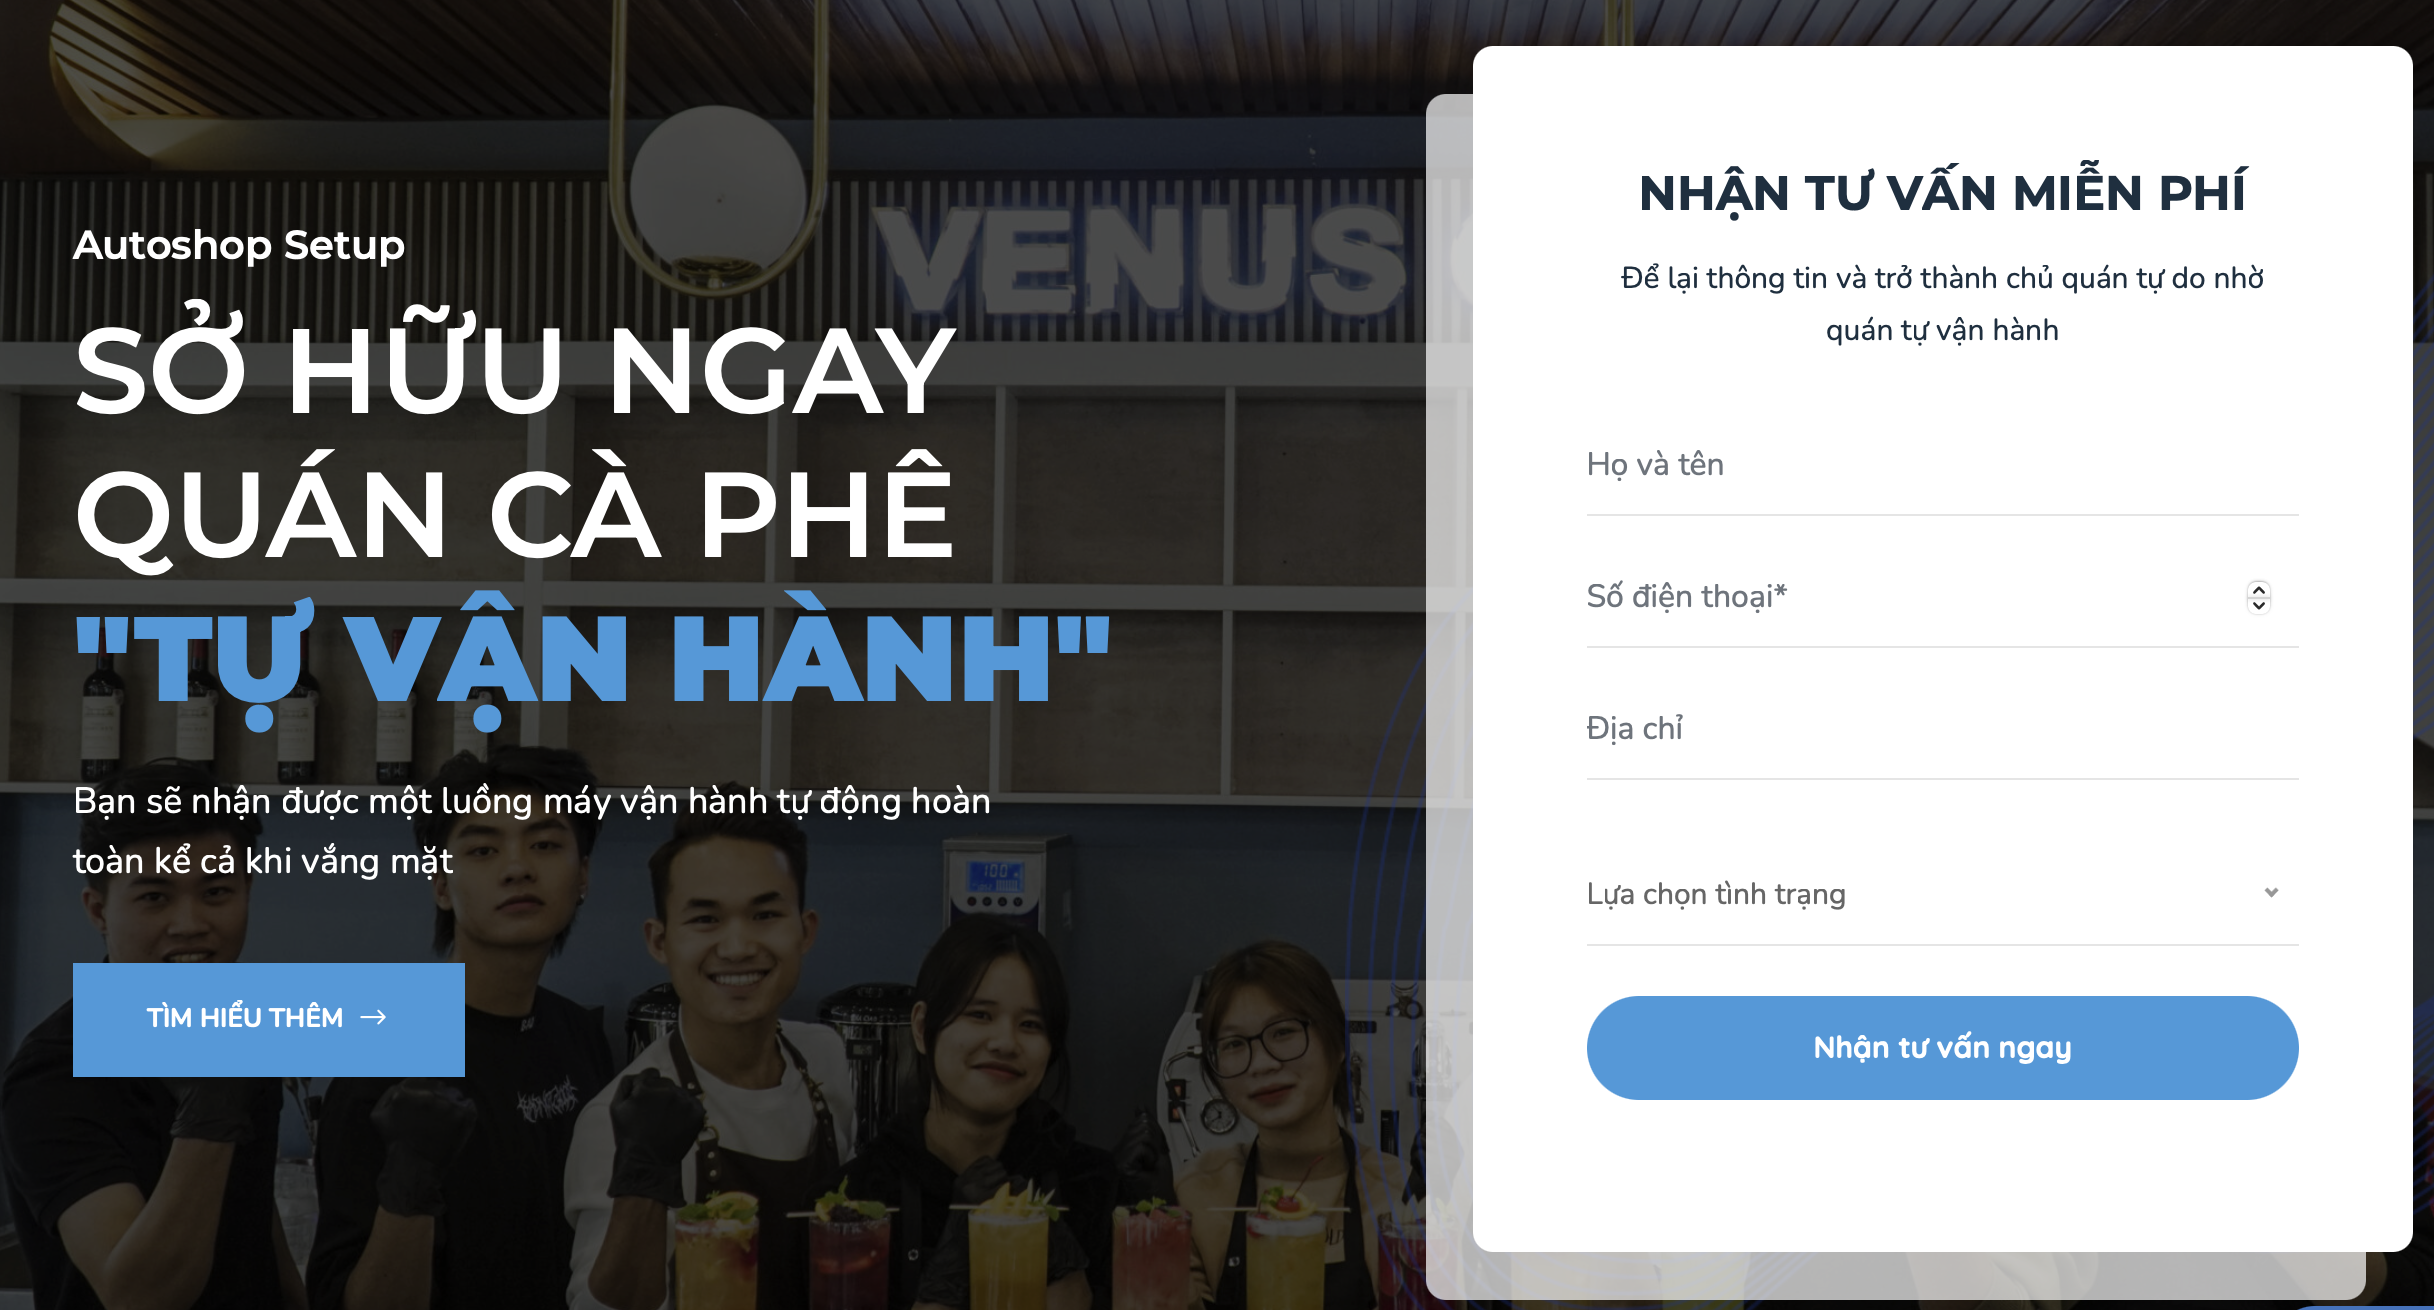 VENUS
Autoshop Setup
SỞ HỮU NGAY
QUÁN CÀ PHÊ
"TỰ VẬN HÀNH"
Bạn sẽ nhận được một luồng máy vận hành tự động hoàn
toàn kể cả khi vắng mặt
TÌM HIỂU THÊM →
100
NHẬN TƯ VẤN MIỄN PHÍ
Để lại thông tin và trở thành chủ quán tự do nhờ
quán tự vận hành
Họ và tên
Số điện thoại*
Địa chỉ
Lựa chọn tình trạng
Nhận tư vấn ngay